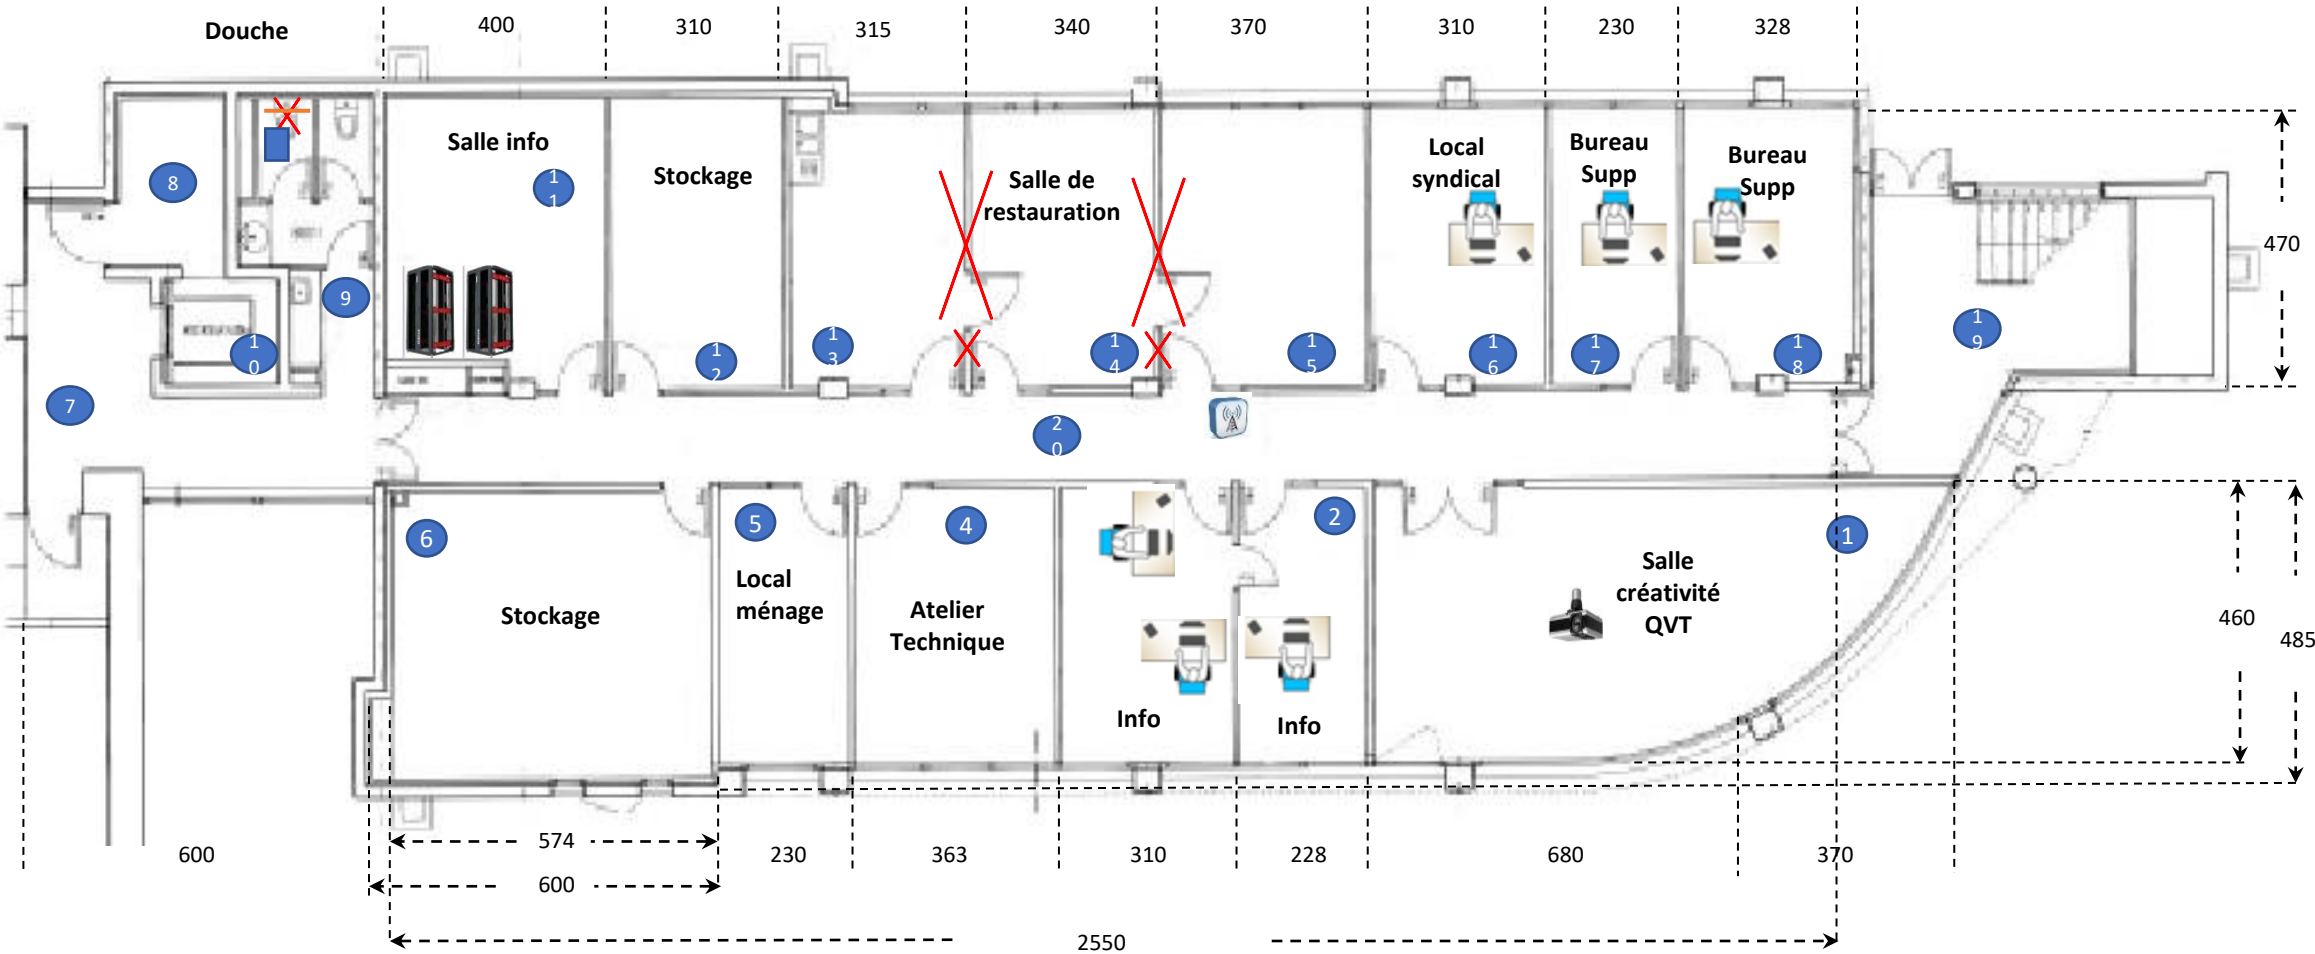 Douche
400
310
315
340
370
310
230
328
Salle info
Stockage
Salle de
restauration
Local
syndical
Bureau
Supp
Bureau
Supp
8
11
9
10
7
12
13
14
15
16
17
18
19
20
470
6
5
4
2
1
Stockage
Local
ménage
Atelier
Technique
Info
Info
Salle
créativité
QVT
460
485
574
600
600
230
363
310
228
680
370
2550